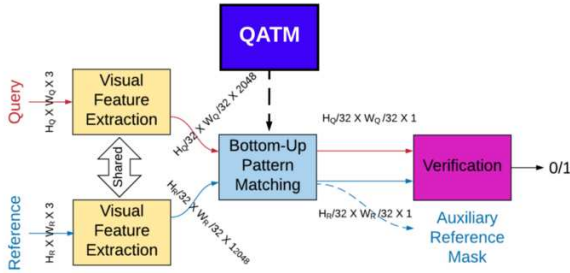 QATM
Query
H_Q X W_Q X 3
Visual
Feature
Extraction
H_Q/32 X W_Q /32 X 2048
H_Q/32 X W_Q /32 X 1
Shared
Bottom-Up
Pattern
Matching
Verification
0/1
Reference
H_R X W_R X 3
Visual
Feature
Extraction
H_R/32 X W_R /32 X 12048
H_R/32 X W_R /32 X 1
Auxiliary
Reference
Mask